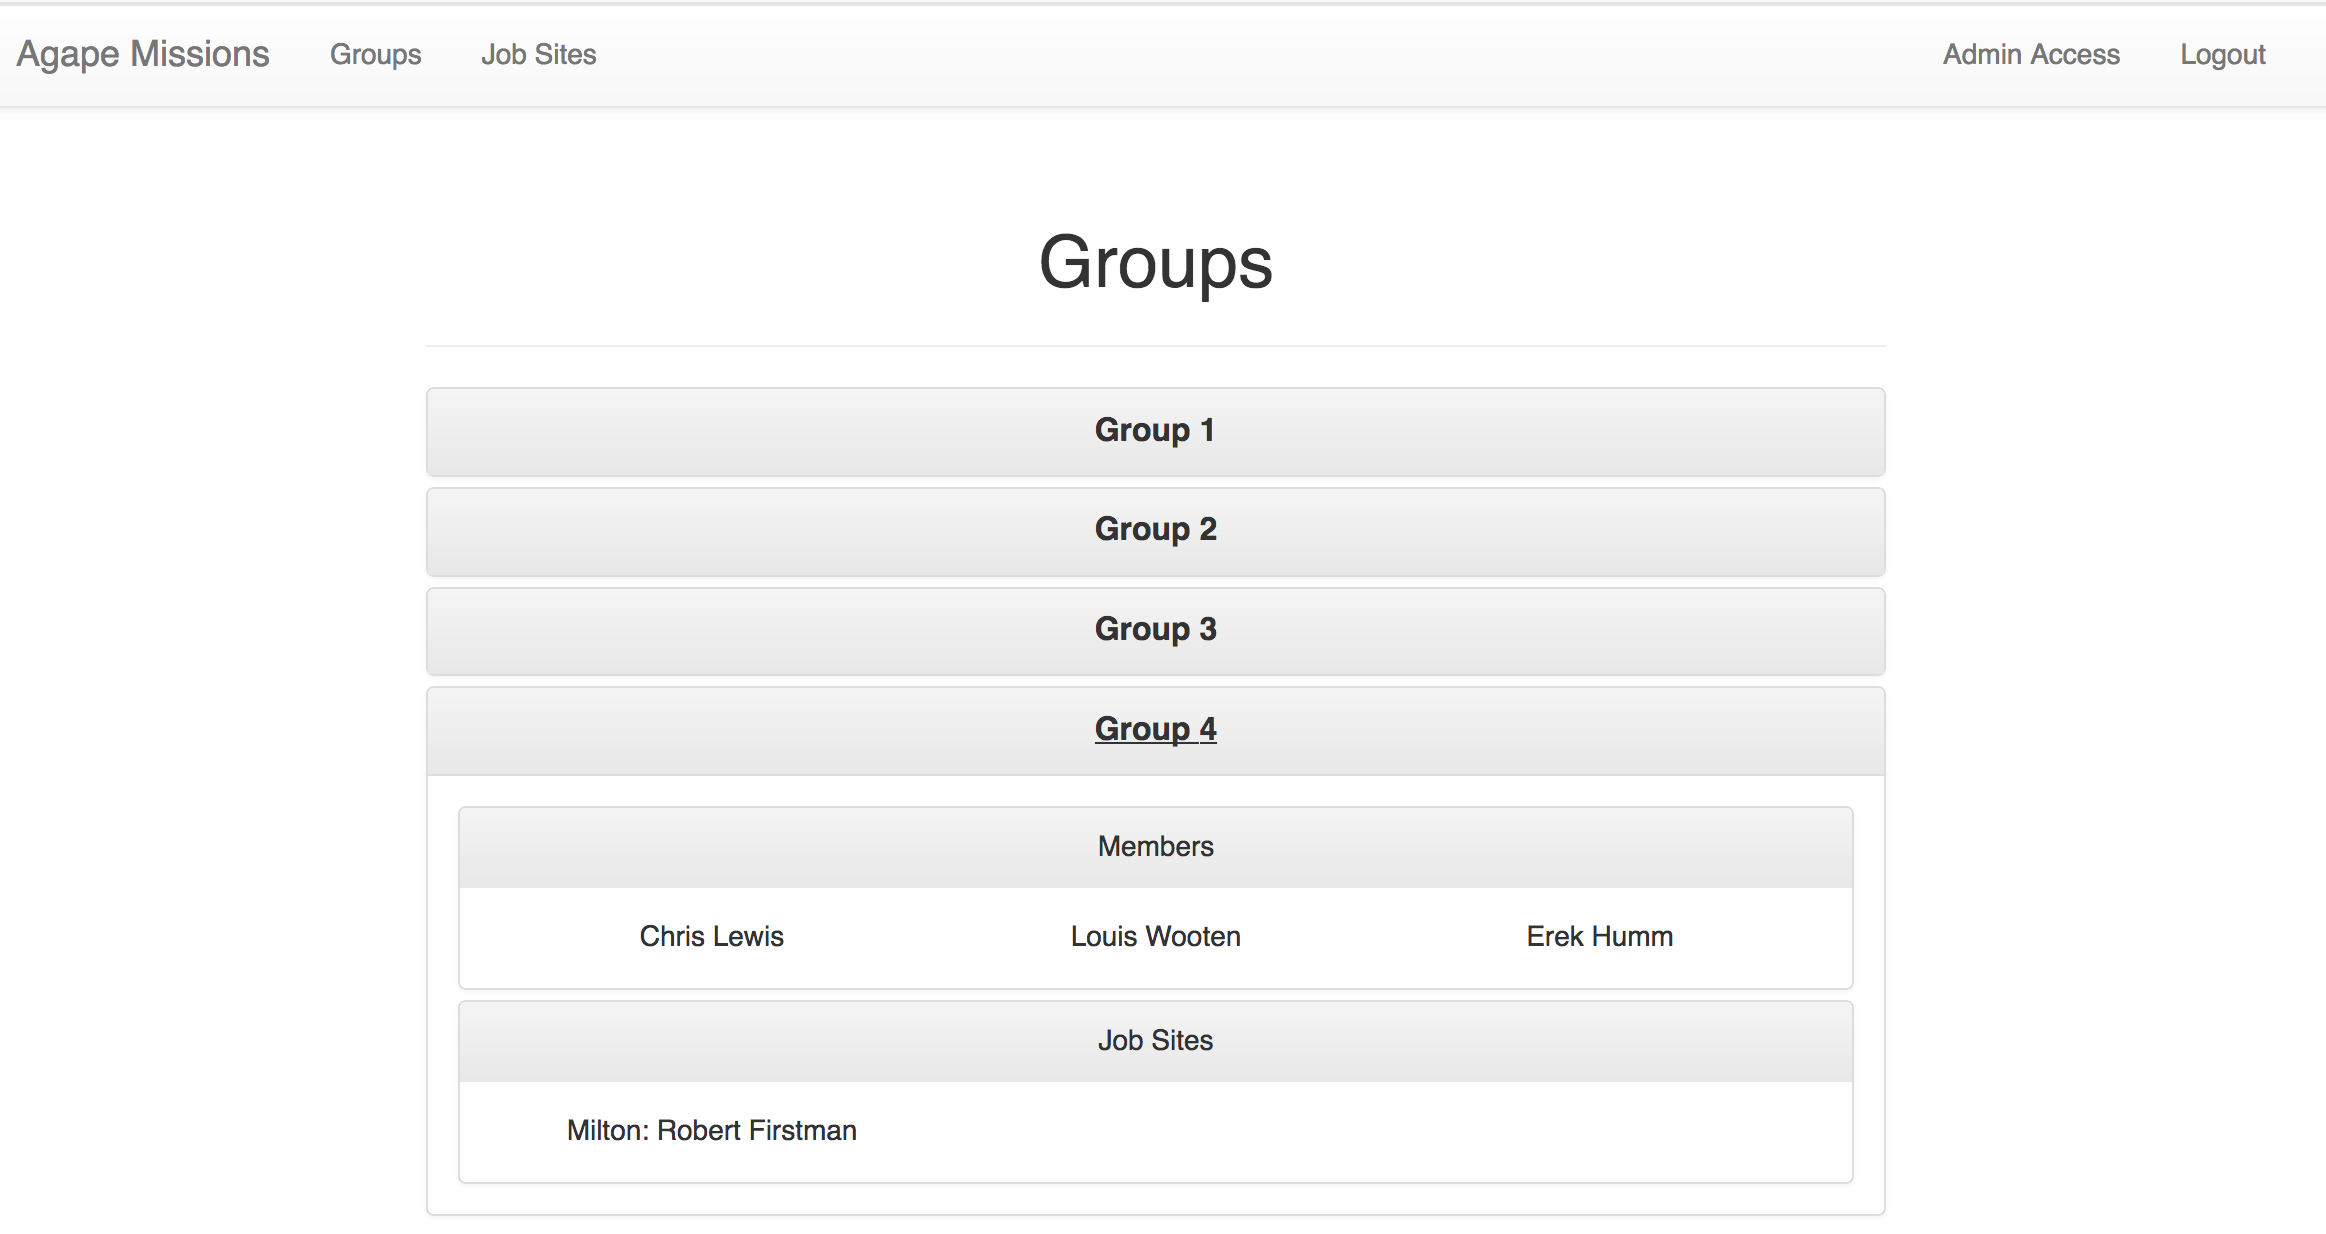 Agape Missions Groups Job Sites Admin Access Logout
Groups
Group 1
Group 2
Group 3
Group 4
Members
Chris Lewis Louis Wooten Erek Humm
Job Sites
Milton: Robert Firstman